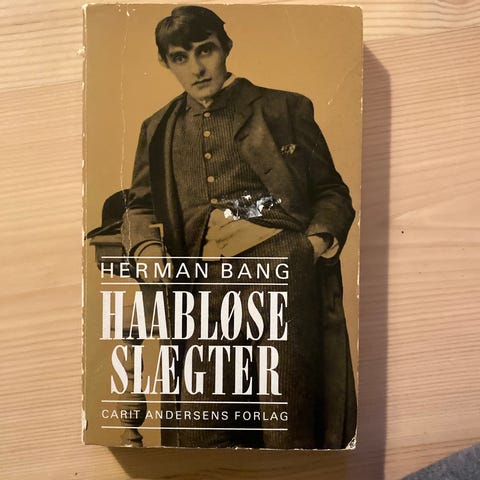 HERMAN BANG
HAABLØSE
SLÆGTER
CARIT ANDERSENS FORLAG